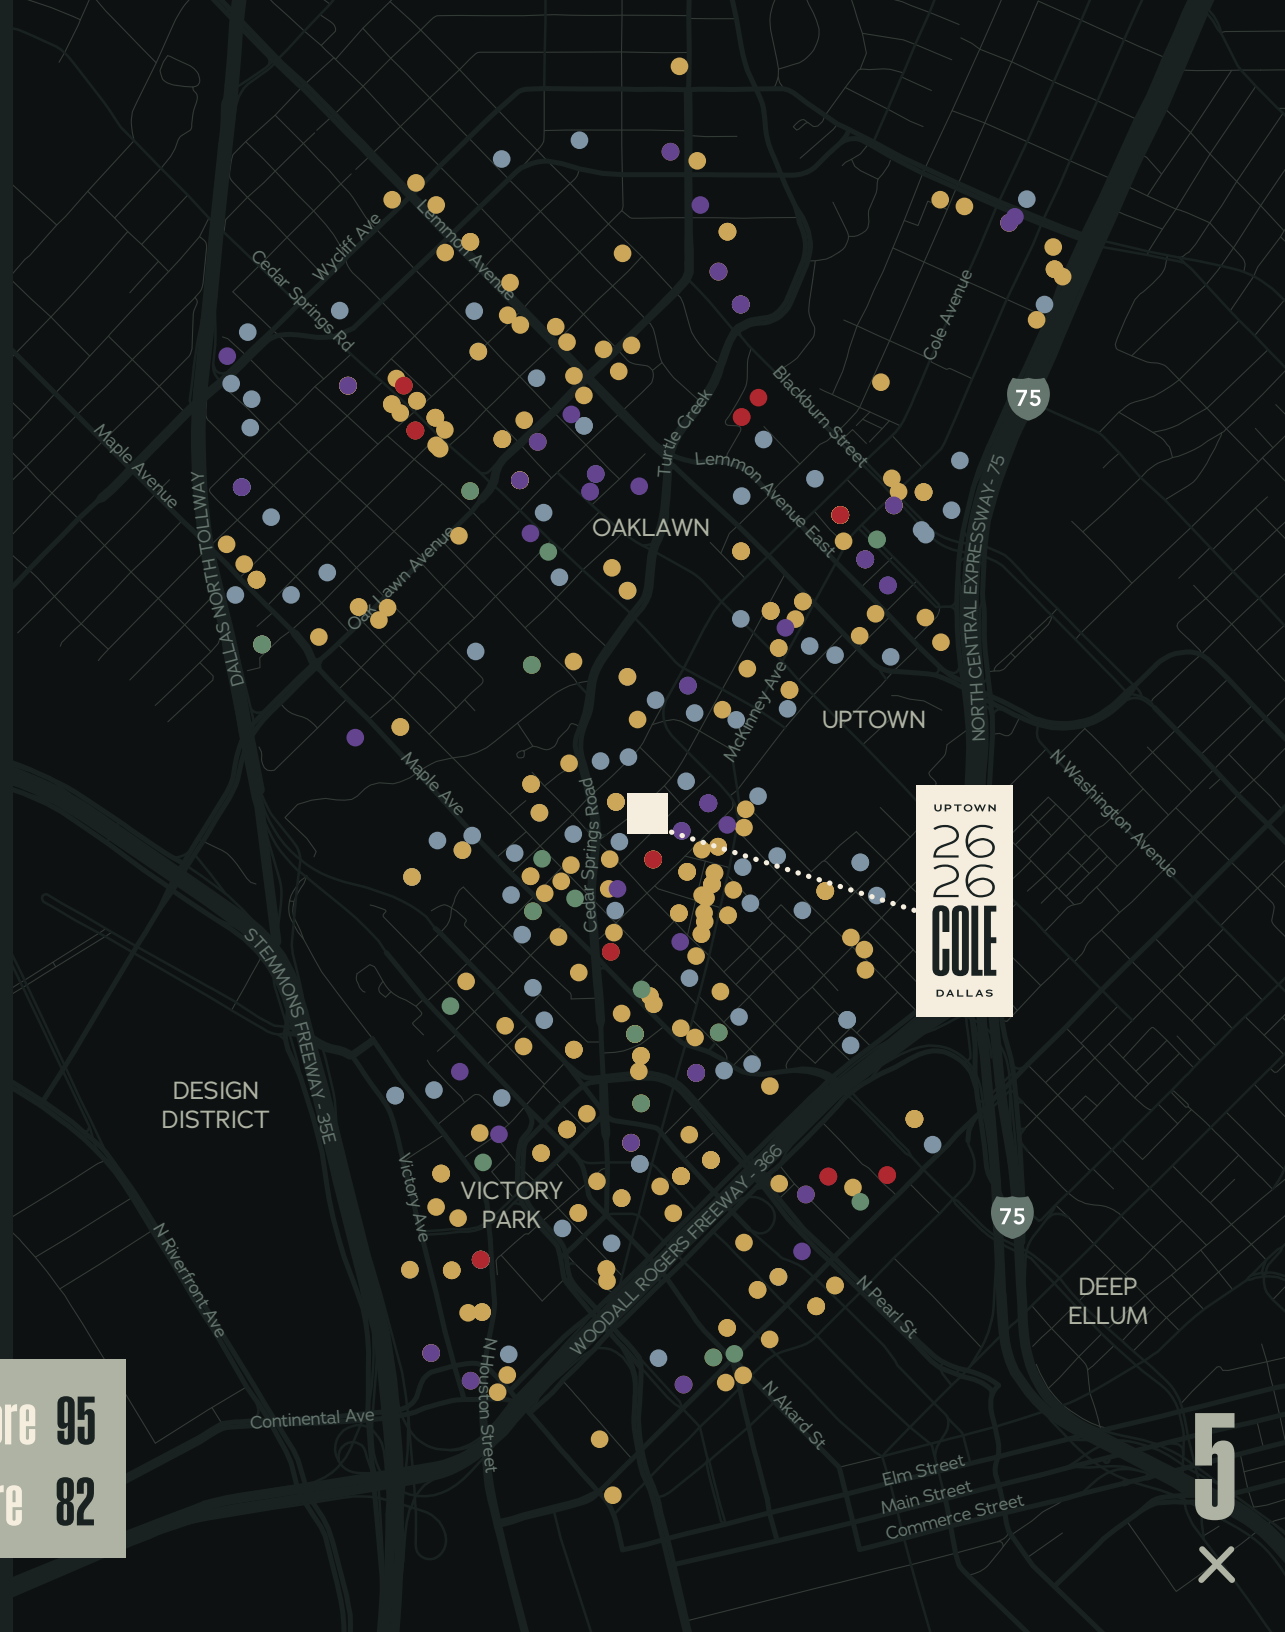 Wycliff Ave
Lemmon Avenue
Cedar Springs Rd
Cole Avenue
Blackburn Street
75
Turtle Creek
Maple Avenue
Lemmon Avenue East
DALLAS NORTH TOLLWAY
OAKLAWN
NORTH CENTRAL EXPRESSWAY- 75
Oak Lawn Avenue
McKinney Ave
UPTOWN
Maple Ave
N Washington Avenue
Cedar Springs Road
UPTOWN
26
26
COLE
DALLAS
STEMMONS FREEWAY - 35E
DESIGN
DISTRICT
Victory Ave
VICTORY
PARK
WOODALL ROGERS FREEWAY - 366
75
N Riverfront Ave
N Pearl St
DEEP
ELLUM
N Houston Street
N Akard St
Continental Ave
ore 95
re 82
Elm Street
Main Street
Commerce Street
5